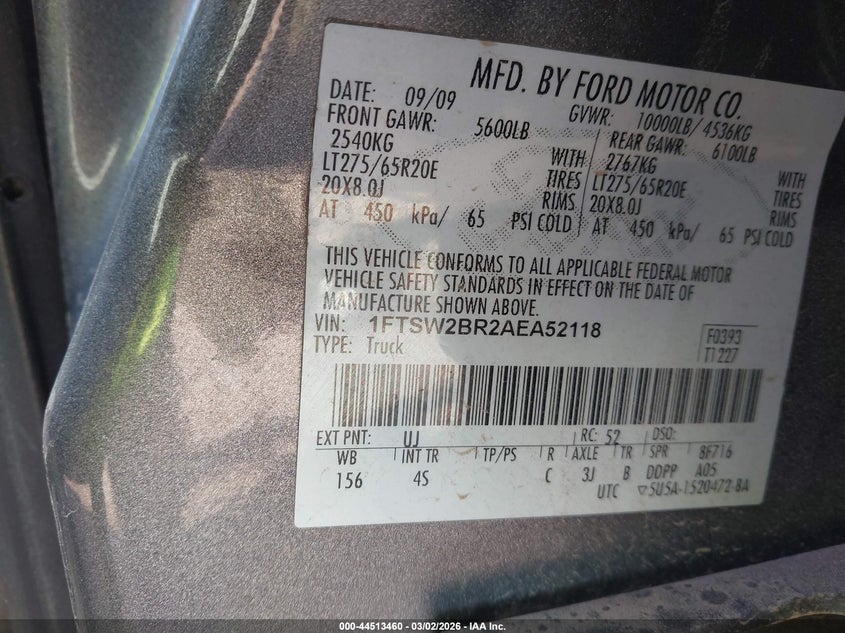 MFD. BY FORD MOTOR CO.
DATE: 09/09 GVWR: 10000LB/ 4536KG
FRONT GAWR: 5600LB REAR GAWR: 6100LB
2540KG WITH 2767KG WITH
LT275/65R20E TIRES LT275/65R20E TIRES
20X8.0J RIMS 20X8.0J RIMS
AT 450 kPa/ 65 PSI COLD AT 450 kPa/ 65 PSI COLD
THIS VEHICLE CONFORMS TO ALL APPLICABLE FEDERAL MOTOR
VEHICLE SAFETY STANDARDS IN EFFECT ON THE DATE OF
MANUFACTURE SHOWN ABOVE.
VIN: 1FTSW2BR2AEA52118 F0393
TYPE: Truck T1227
EXT PNT: UJ RC: 52 DSO:
WB INT TR TP/PS R AXLE TR SPR 8F716
156 4S C 3J B DDPP A05
UTC ▽5U5A-1520472-BA
000-44513460 - 03/02/2026 - IAA Inc.